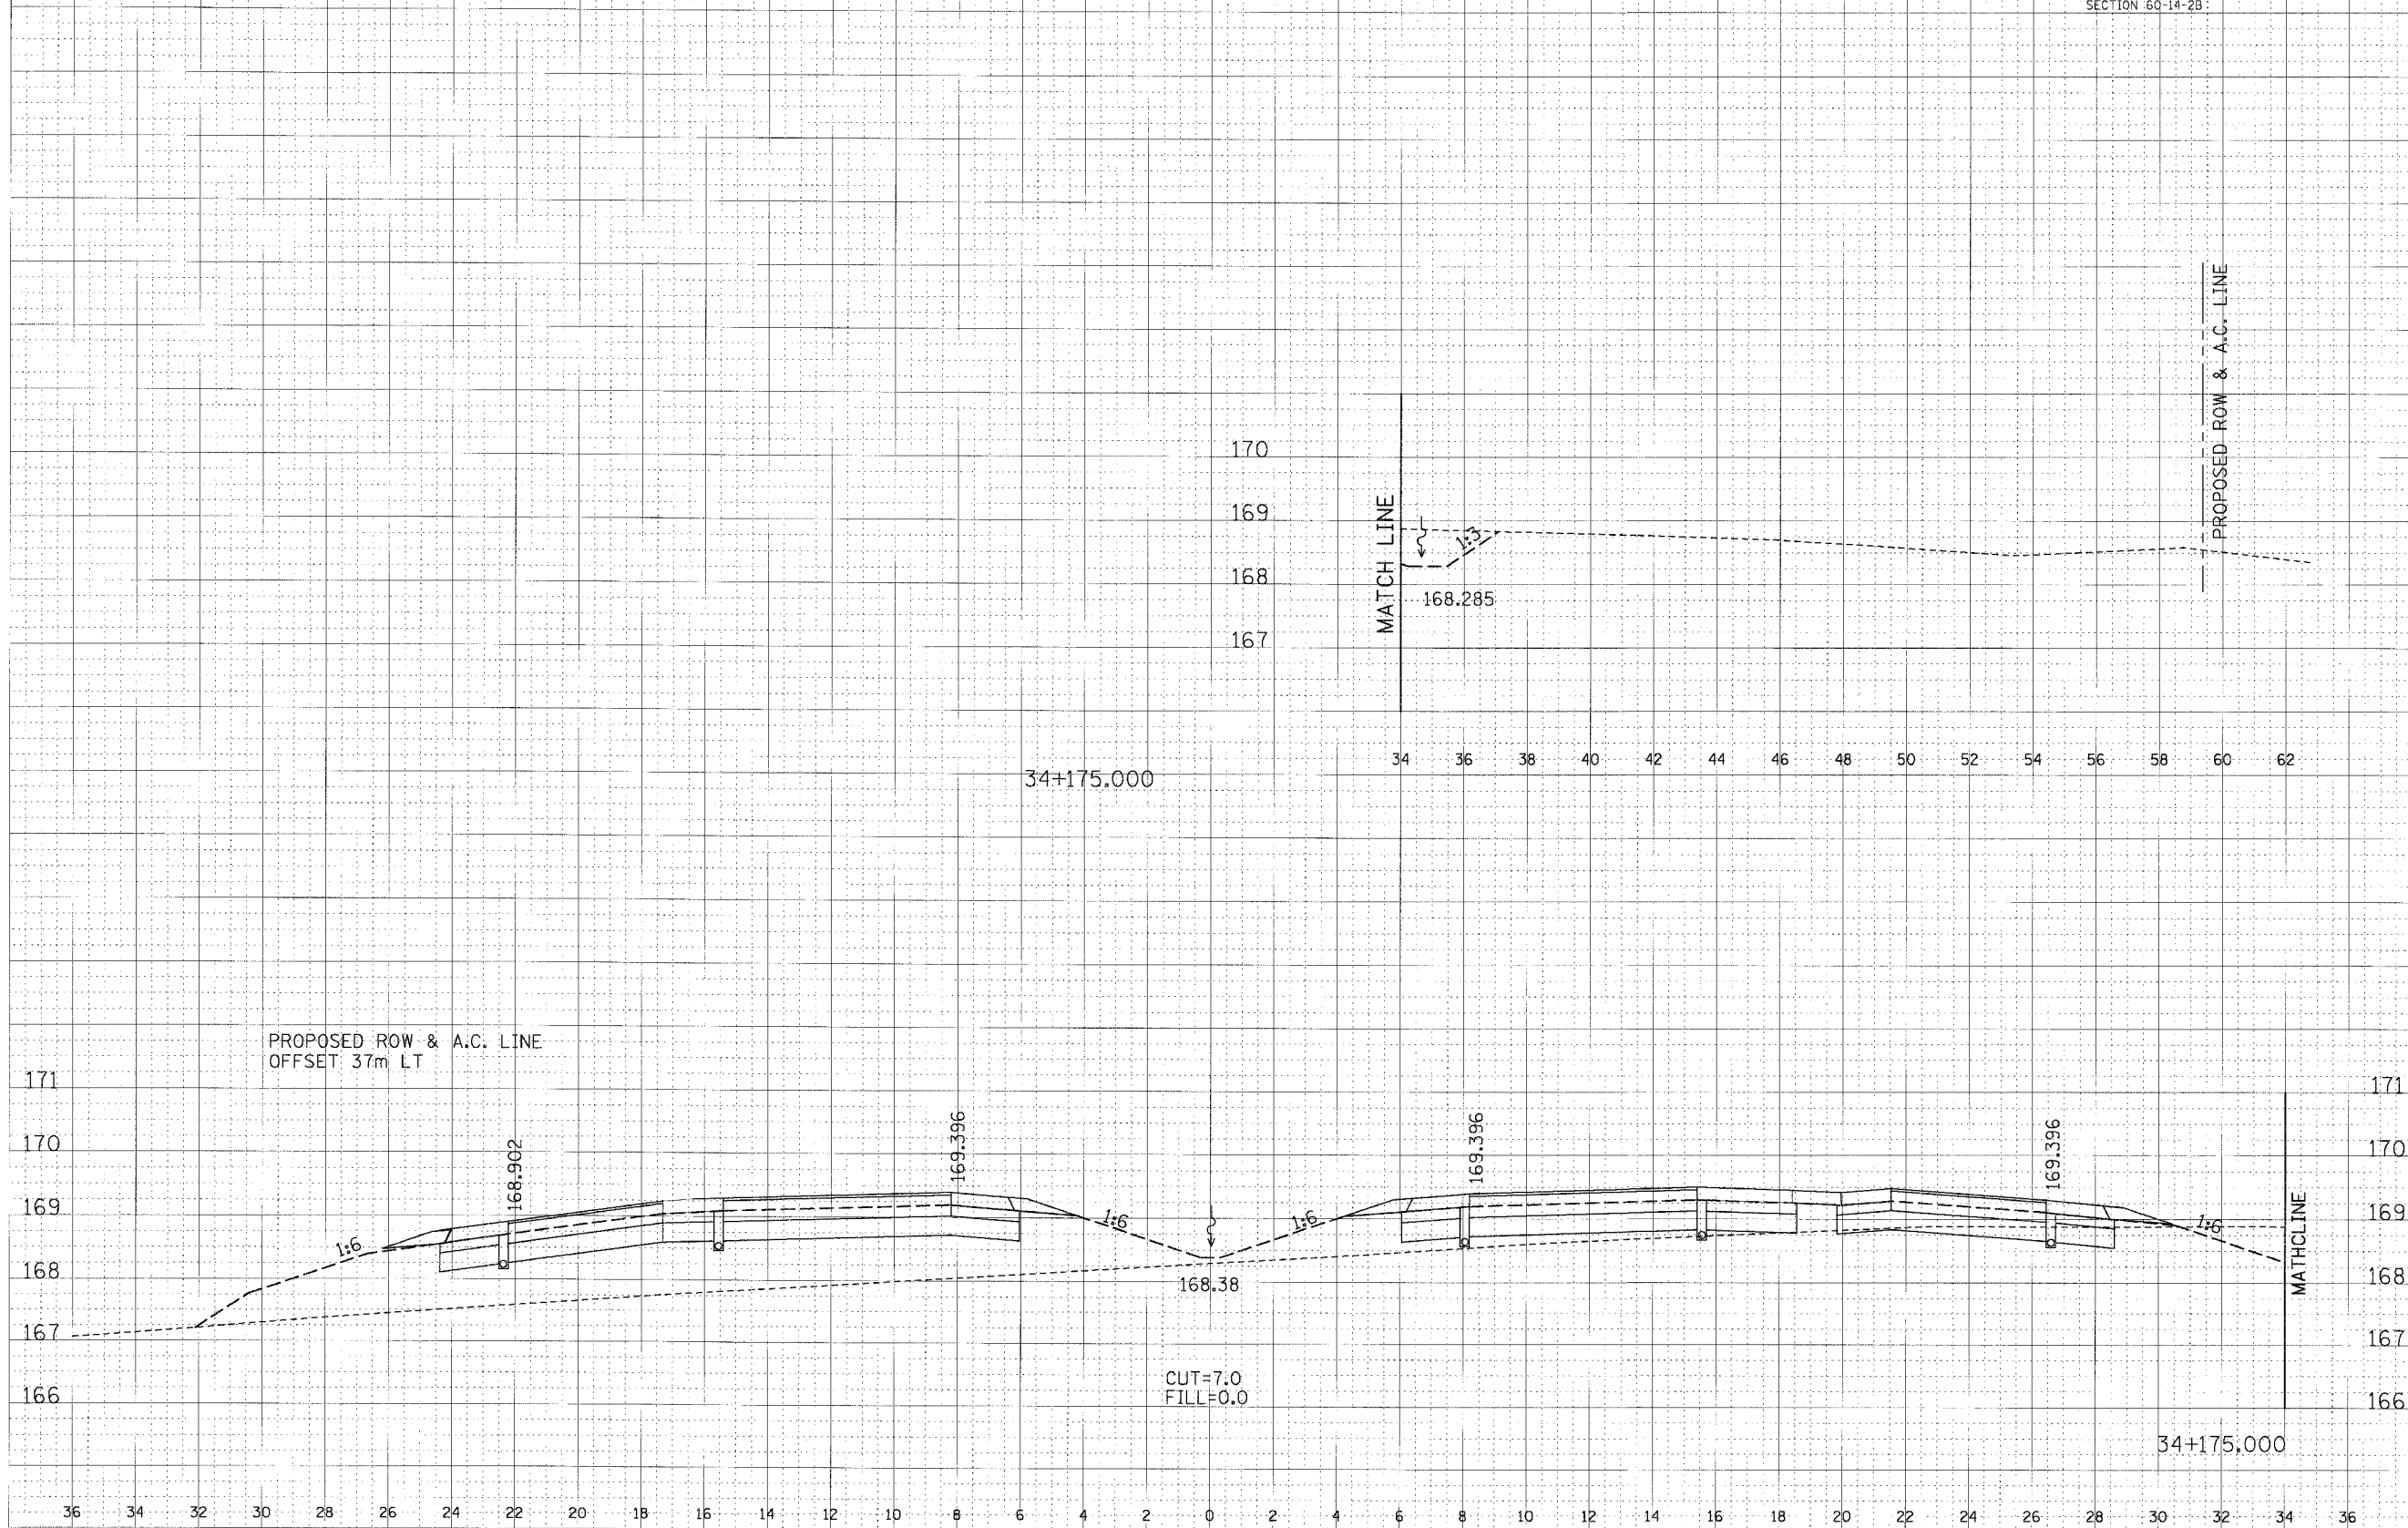 SECTION 60-14-2B
PROPOSED ROW & A.C. LINE
170
169
168
167
MATCH LINE
1:3
168.285
34 36 38 40 42 44 46 48 50 52 54 56 58 60 62
34+175.000
PROPOSED ROW & A.C. LINE
OFFSET 37m LT
171
170
169
168
167
166
168.902
169.396
169.396
169.396
1:6
1:6
1:6
1:6
168.38
CUT=7.0
FILL=0.0
MATHCLINE
171
170
169
168
167
166
34+175.000
36 34 32 30 28 26 24 22 20 18 16 14 12 10 8 6 4 2 0 2 4 6 8 10 12 14 16 18 20 22 24 26 28 30 32 34 36